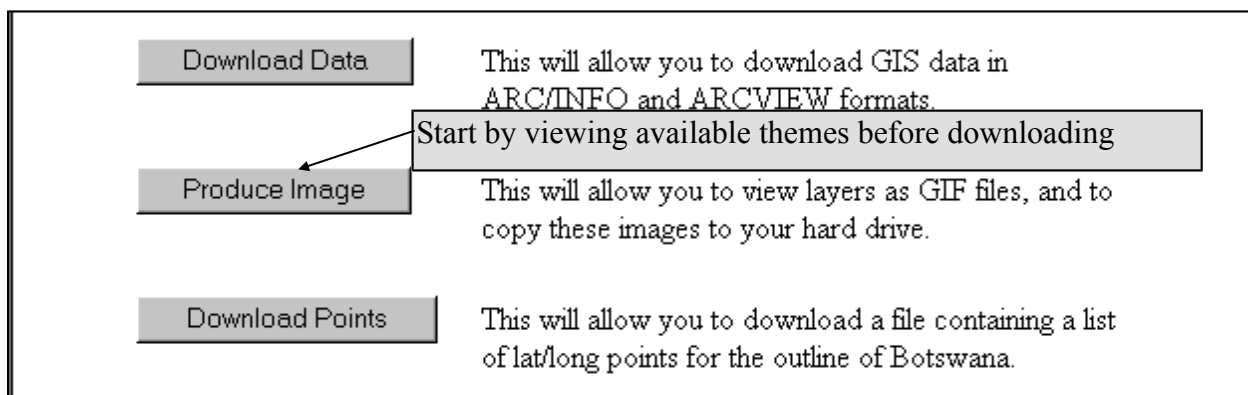 Download Data
This will allow you to download GIS data in
ARC/INFO and ARCVIEW formats.
Start by viewing available themes before downloading
Produce Image
This will allow you to view layers as GIF files, and to
copy these images to your hard drive.
Download Points
This will allow you to download a file containing a list
of lat/long points for the outline of Botswana.